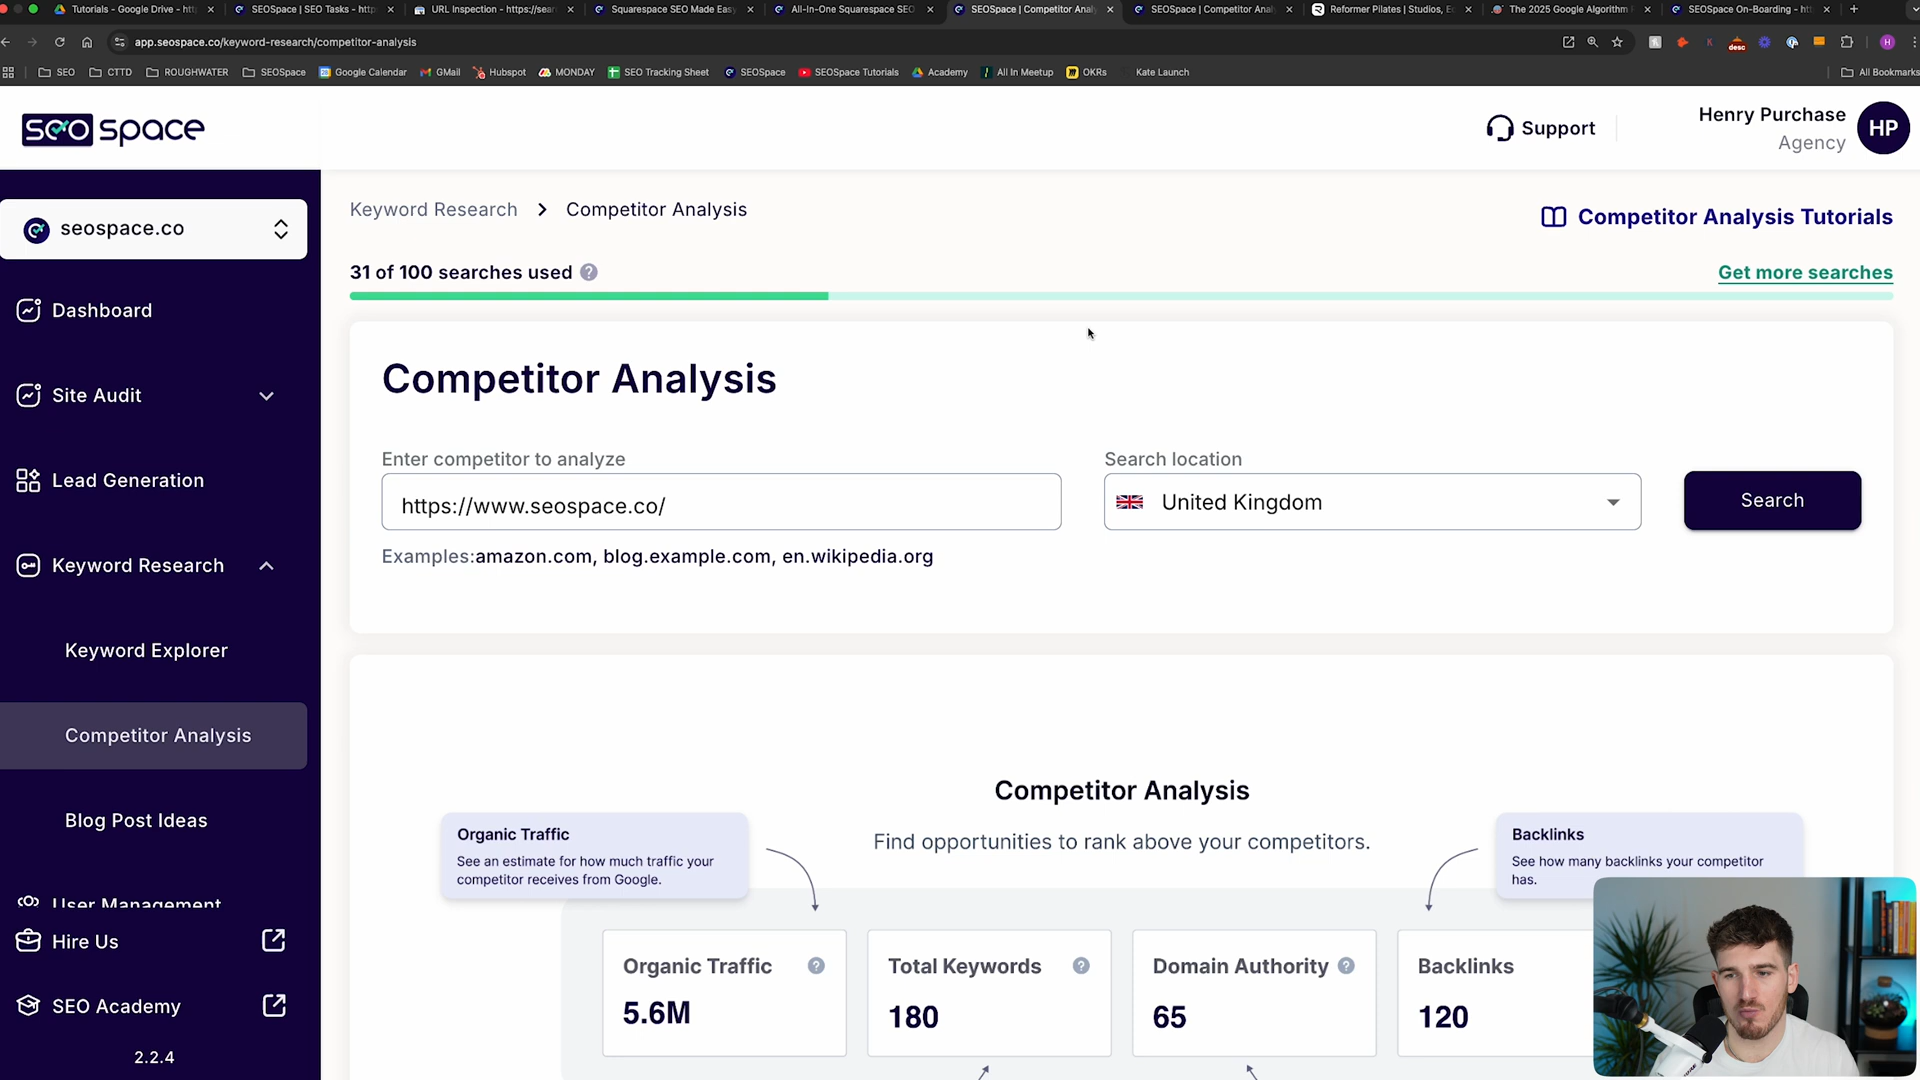 Tutorials - Google Drive - htt
SEOSpace | SEO Tasks - http
URL Inspection - https://sear
Squarespace SEO Made Easy
All-In-One Squarespace SEO
SEOSpace | Competitor Anal
SEOSpace | Competitor Anal
Reformer Pilates | Studios, E
The 2025 Google Algorithm
SEOSpace On-Boarding - ht
app.seospace.co/keyword-research/competitor-analysis
desc
H
SEO
CTTD
ROUGHWATER
SEOSpace
Google Calendar
GMail
Hubspot
MONDAY
SEO Tracking Sheet
SEOSpace
SEOSpace Tutorials
Academy
All In Meetup
OKRs
Kate Launch
All Bookmarks
seo space
Support
Henry Purchase
Agency
HP
seospace.co
Dashboard
Site Audit
Lead Generation
Keyword Research
Keyword Explorer
Competitor Analysis
Blog Post Ideas
User Management
Hire Us
SEO Academy
2.2.4
Keyword Research > Competitor Analysis
Competitor Analysis Tutorials
31 of 100 searches used ?
Get more searches
Competitor Analysis
Enter competitor to analyze
https://www.seospace.co/
Examples:amazon.com, blog.example.com, en.wikipedia.org
Search location
United Kingdom
Search
Competitor Analysis
Find opportunities to rank above your competitors.
Organic Traffic
See an estimate for how much traffic your
competitor receives from Google.
Backlinks
See how many backlinks your competitor
has.
Organic Traffic ?
5.6M
Total Keywords ?
180
Domain Authority ?
65
Backlinks
120